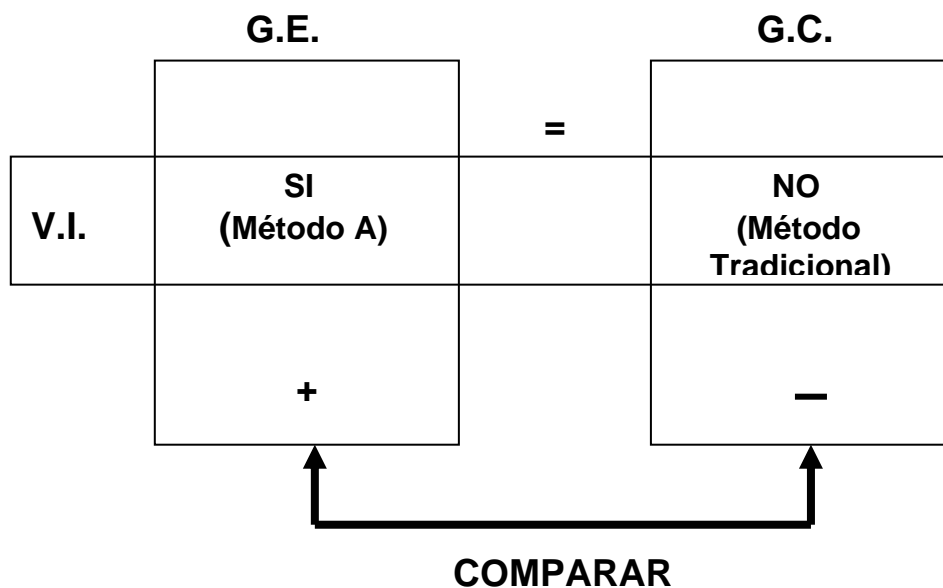 G.E. G.C.
=
V.I.
SI
(Método A)
NO
(Método
Tradicional)
+ –
COMPARAR